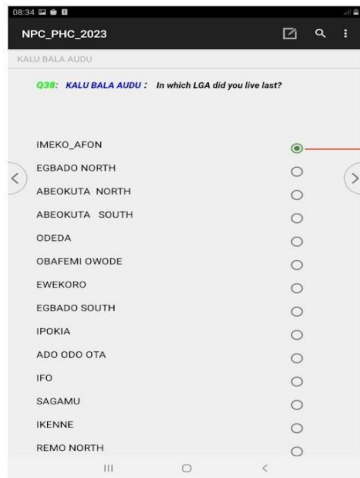 08:34
NPC_PHC_2023
KALU BALA AUDU
Q38: KALU BALA AUDU : In which LGA did you live last?
IMEKO_AFON
EGBADO NORTH
ABEOKUTA NORTH
ABEOKUTA SOUTH
ODEDA
OBAFEMI OWODE
EWEKORO
EGBADO SOUTH
IPOKIA
ADO ODO OTA
IFO
SAGAMU
IKENNE
REMO NORTH